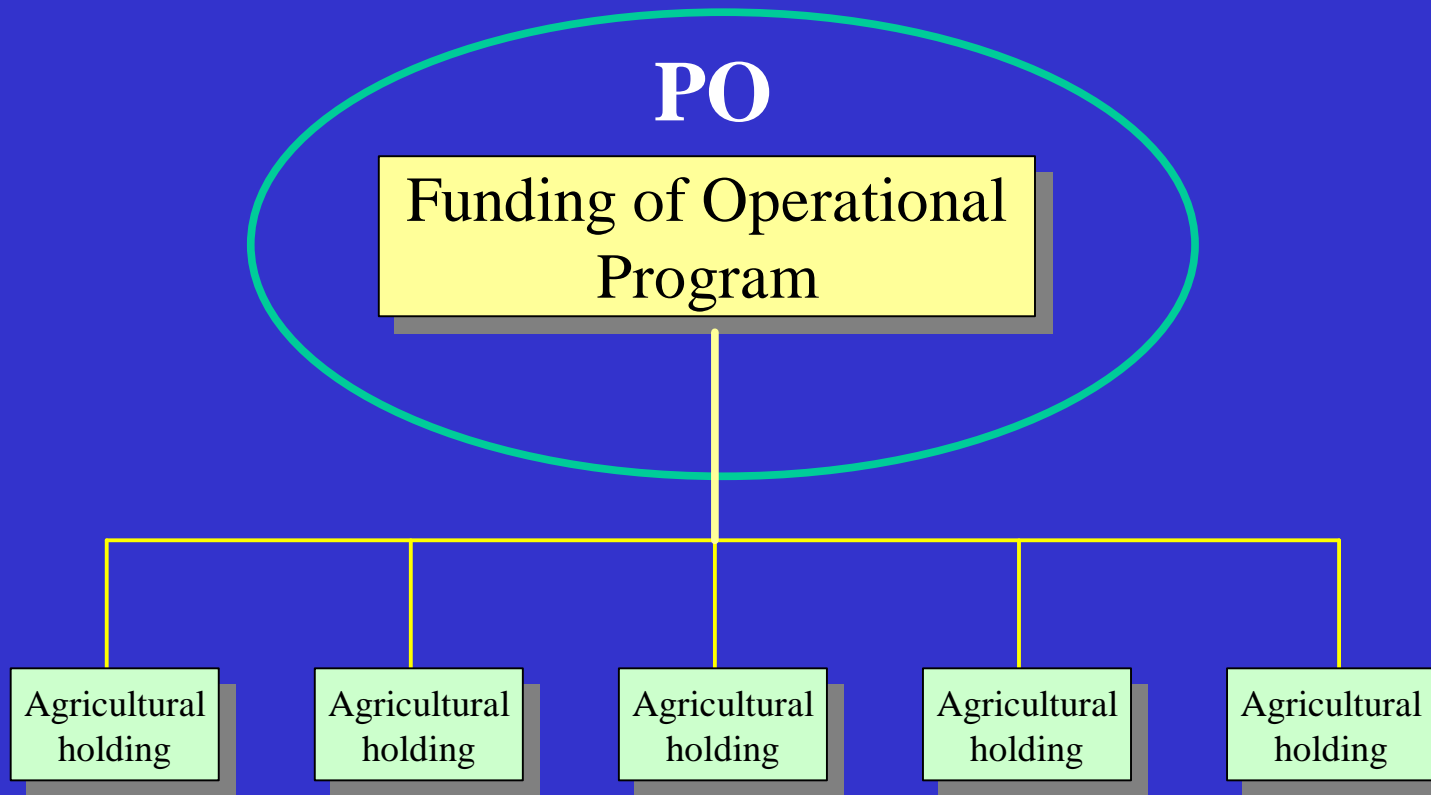 PO
Funding of Operational
Program
Agricultural
holding
Agricultural
holding
Agricultural
holding
Agricultural
holding
Agricultural
holding